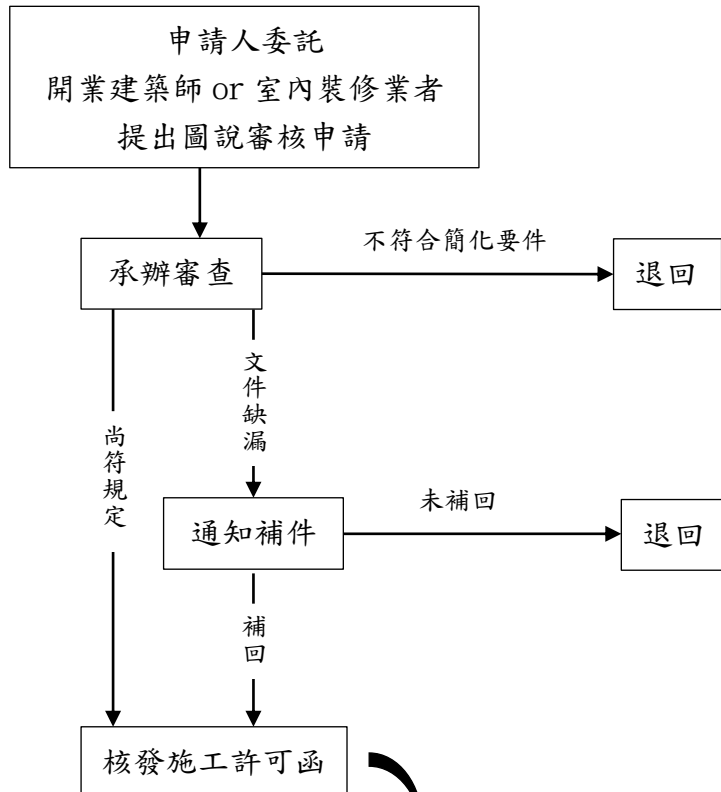 申請人委託
開業建築師 or 室內裝修業者
提出圖說審核申請
不符合簡化要件
承辦審查
退回
文件缺漏
尚符規定
未補回
通知補件
退回
補回
核發施工許可函